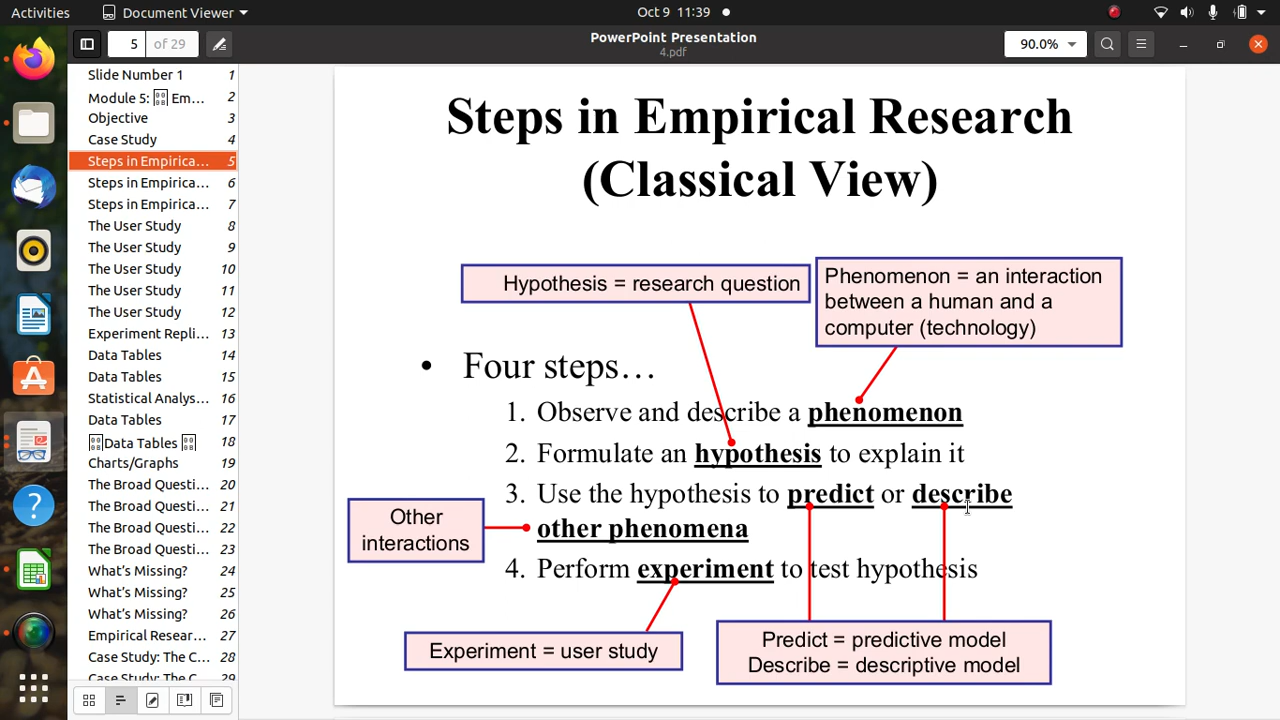 Activities
Document Viewer
Oct 9 11:39
5 of 29
PowerPoint Presentation
4.pdf
90.0%
Slide Number 1 1
Module 5: Em… 2
Objective 3
Case Study 4
Steps in Empirica… 5
Steps in Empirica… 6
Steps in Empirica… 7
The User Study 8
The User Study 9
The User Study 10
The User Study 11
The User Study 12
Experiment Repli… 13
Data Tables 14
Data Tables 15
Statistical Analys… 16
Data Tables 17
Data Tables 18
Charts/Graphs 19
The Broad Questi… 20
The Broad Questi… 21
The Broad Questi… 22
The Broad Questi… 23
What's Missing? 24
What's Missing? 25
What's Missing? 26
Empirical Resear… 27
Case Study: The C… 28
Case Study: The C… 29
Steps in Empirical Research
(Classical View)
Hypothesis = research question
Phenomenon = an interaction
between a human and a
computer (technology)
• Four steps…
1. Observe and describe a phenomenon
2. Formulate an hypothesis to explain it
3. Use the hypothesis to predict or describe
other phenomena
4. Perform experiment to test hypothesis
Other
interactions
Experiment = user study
Predict = predictive model
Describe = descriptive model